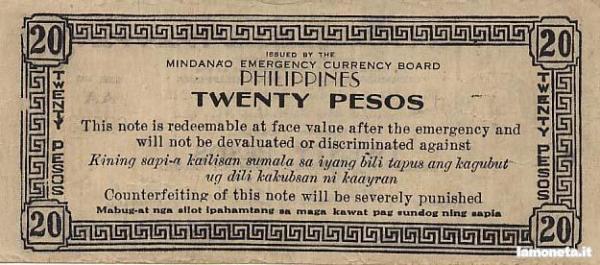 20
20
ISSUED BY THE
MINDANAO EMERGENCY CURRENCY BOARD
PHILIPPINES
TWENTY PESOS
This note is redeemable at face value after the emergency and
will not be devaluated or discriminated against
Kining sapi-a kailisan sumala sa iyang bili tapus ang kagubut
ug dili kakubsan ni kaayran
Counterfeiting of this note will be severely punished
Mabug-at nga silot ipahamtang sa maga kawat pag sundog ning sapia
TWENTY PESOS
TWENTY PESOS
20
20
lamoneta.it